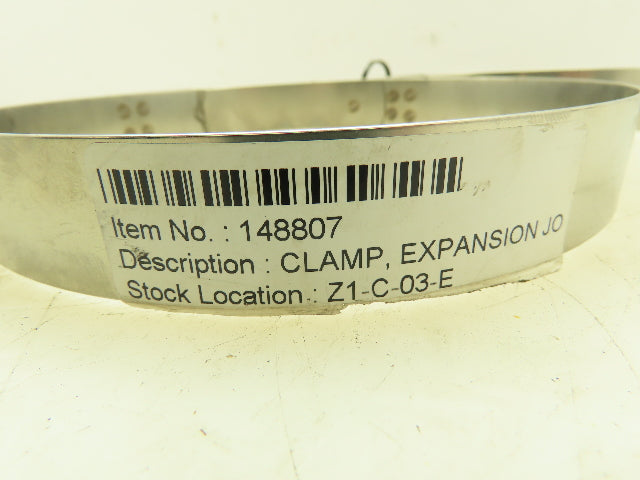 Item No. : 148807
Description : CLAMP, EXPANSION JO
Stock Location : Z1-C-03-E